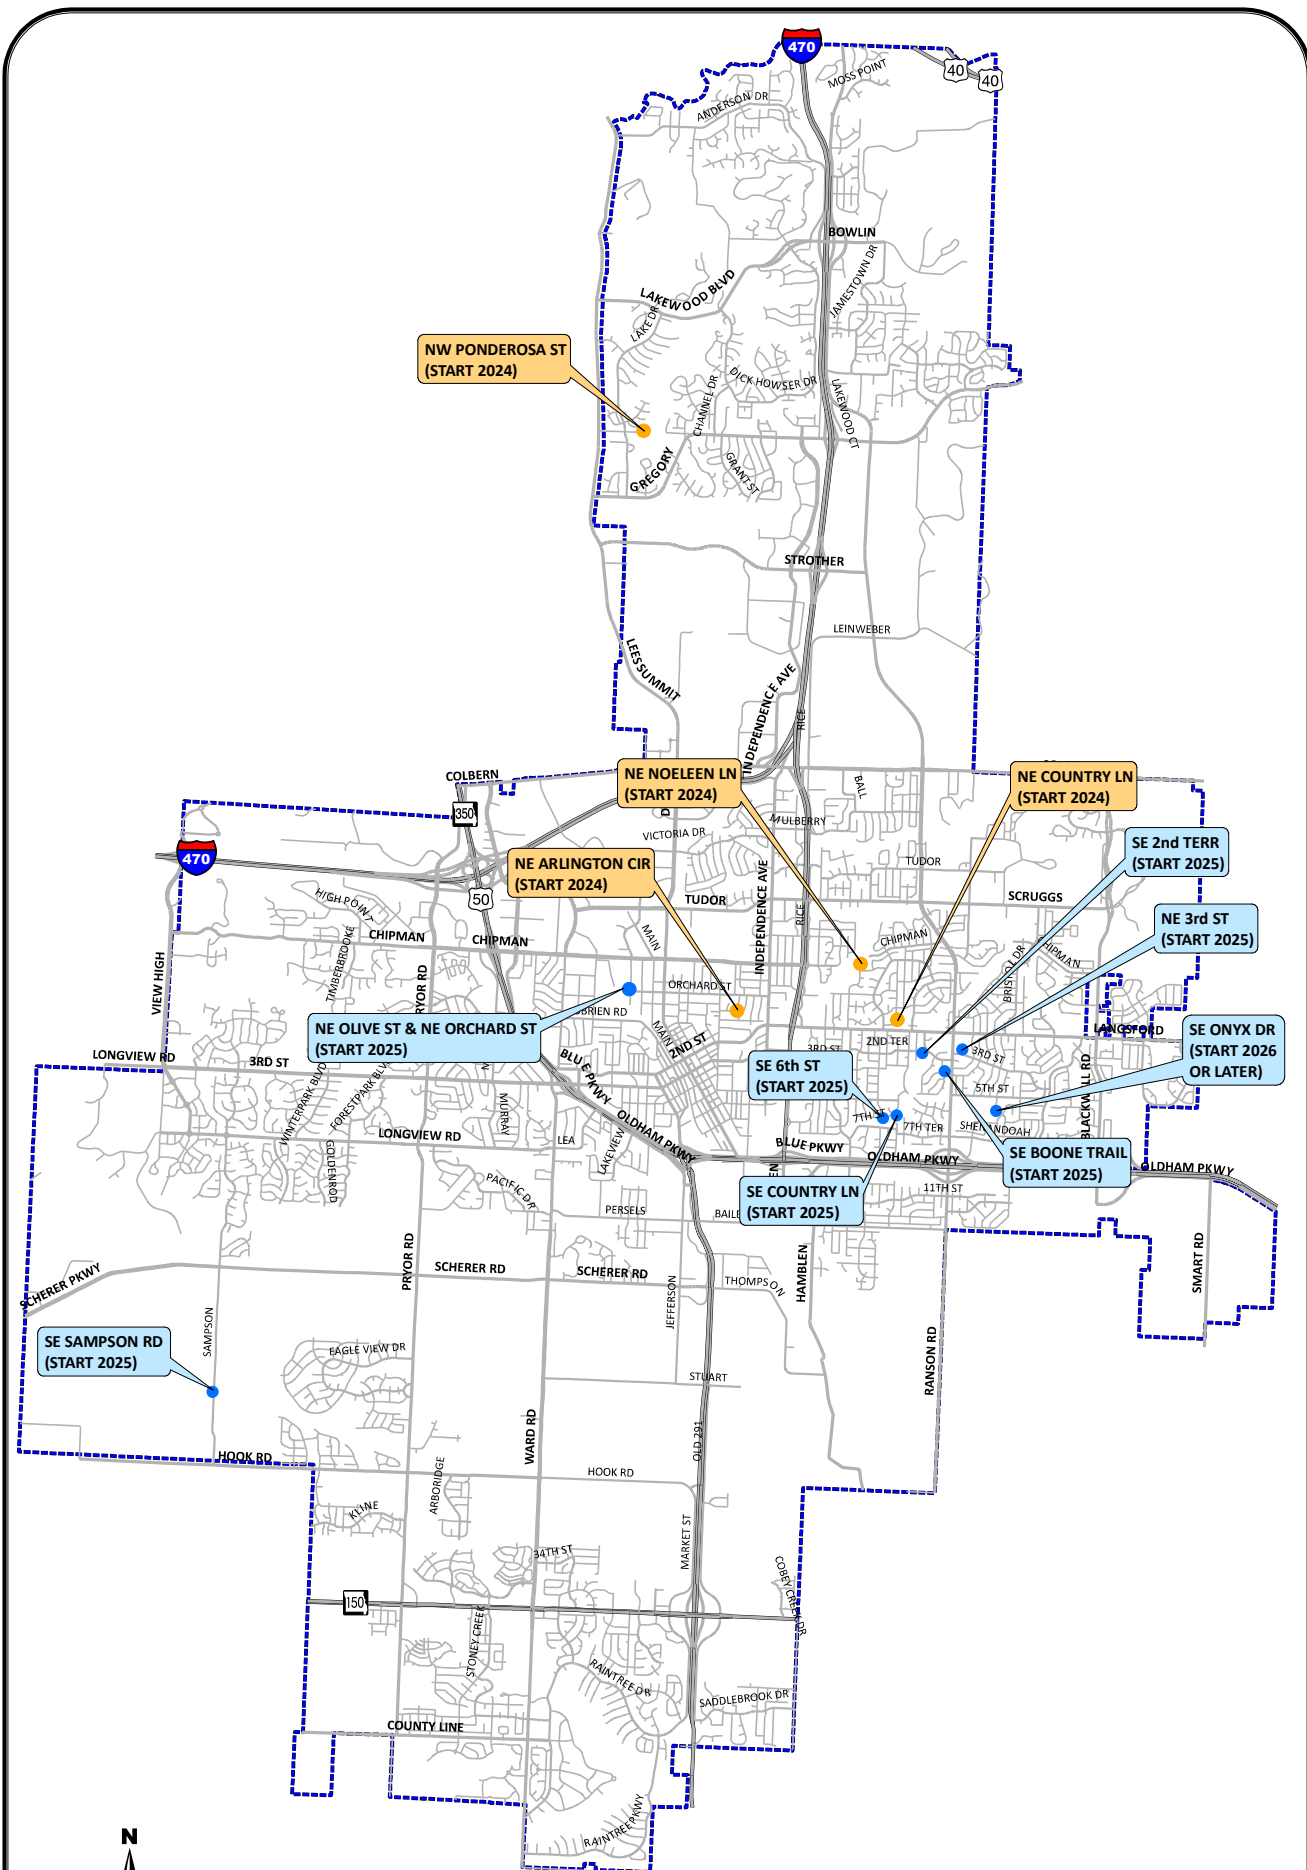 470
40
40
MOSS POINT
ANDERSON DR
BOWLIN
JAMESTOWN DR
LAKEWOOD BLVD
LAKE DR
NW PONDEROSA ST
(START 2024)
DICK HOWSER DR
CHANNEL DR
LAKEWOOD CT
GREGORY
GRANT ST
STROTHER
LEINWEBER
LEES SUMMIT
INDEPENDENCE AVE
RICE
COLBERN
NE NOELEEN LN
(START 2024)
NE COUNTRY LN
(START 2024)
BALL
350
MULBERRY
VICTORIA DR
SE 2nd TERR
(START 2025)
470
NE ARLINGTON CIR
(START 2024)
TUDOR
INDEPENDENCE AVE
50
TUDOR
SCRUGGS
HIGH POINT
RICE
NE 3rd ST
(START 2025)
CHIPMAN
CHIPMAN
MAIN
CHIPMAN
CHIPMAN
TIMBERBROOKE
BRISTOL DR
VIEW HIGH
PRYOR RD
ORCHARD ST
NE OLIVE ST & NE ORCHARD ST
(START 2025)
MAIN
2ND ST
LANGSFORD
SE ONYX DR
(START 2026
OR LATER)
LONGVIEW RD
3RD ST
3RD ST
2ND TER
3RD ST
BLUE PKWY
SE 6th ST
(START 2025)
WINTERPARK BLVD
FORESTPARK BLV
5TH ST
BLACKWELL RD
MURRAY
OLDHAM PKWY
7TH ST
7TH TER
SHENANDOAH
LONGVIEW RD
LEA
LAKEVIEW
BLUE PKWY
OLDHAM PKWY
SE BOONE TRAIL
(START 2025)
OLDHAM PKWY
GOLDENROD
PACIFIC DR
SE COUNTRY LN
(START 2025)
11TH ST
PERSELS
SCHERER PKWY
PRYOR RD
SCHERER RD
SCHERER RD
THOMPSON
HAMBLEN
SMART RD
JEFFERSON
SAMPSON
SE SAMPSON RD
(START 2025)
EAGLE VIEW DR
STUART
RANSON RD
WARD RD
OLD 291
HOOK RD
HOOK RD
ARBORIDGE
KLINE
MARKET ST
34TH ST
COBEY CREEK DR
150
STONEY CREEK
RAINTREE DR
SADDLEBROOK DR
COUNTY LINE
RAINTREE PKWY
N